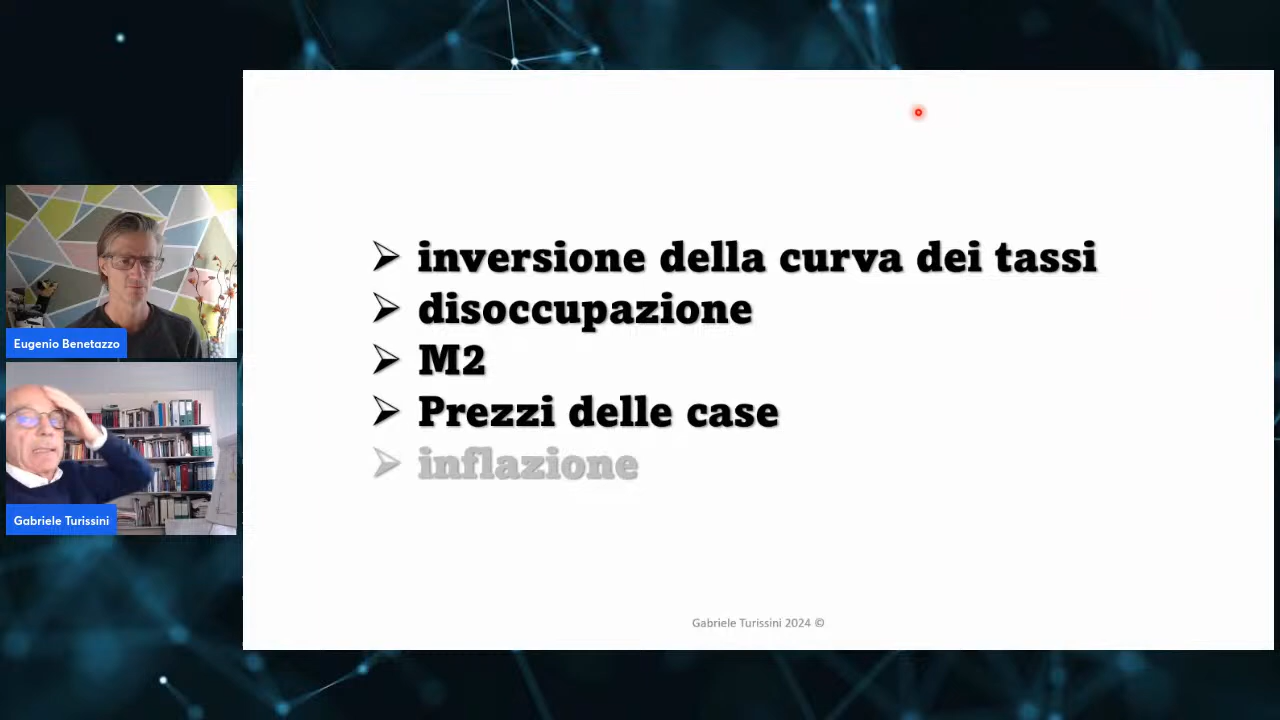 inversione della curva dei tassi
disoccupazione
M2
Prezzi delle case
inflazione
Eugenio Benetazzo
Gabriele Turissini
Gabriele Turissini 2024 ©